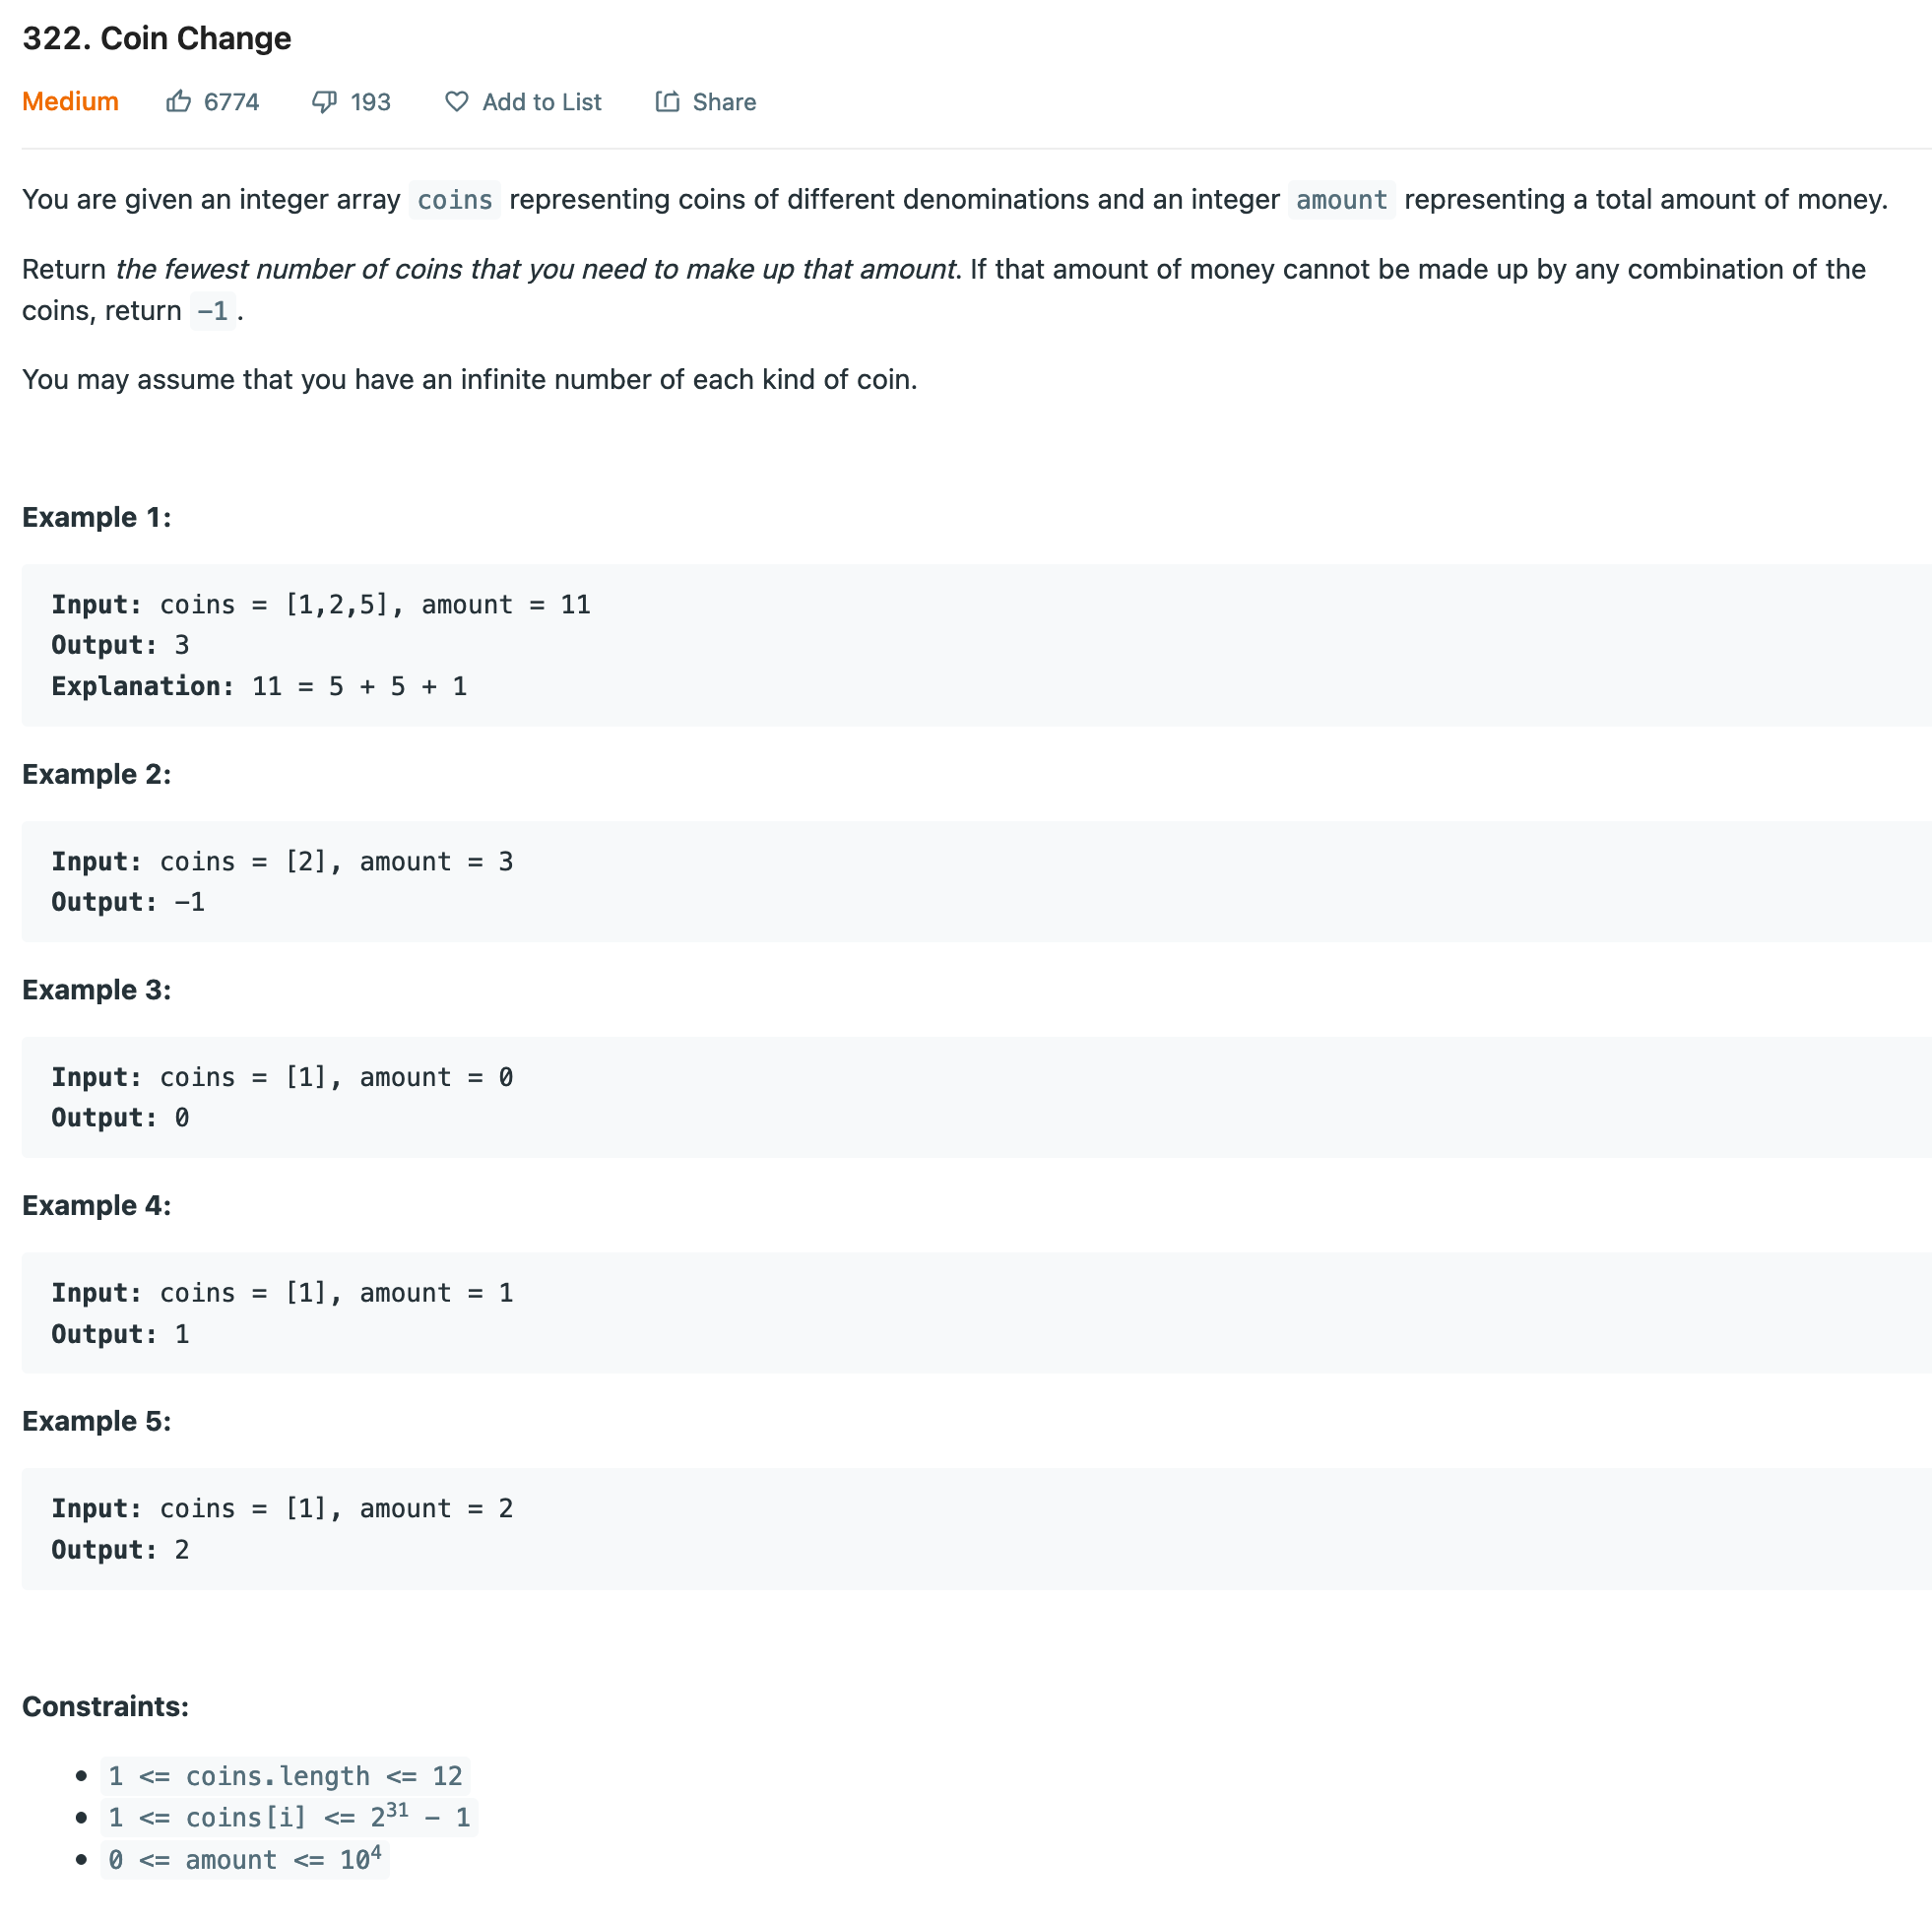 322. Coin Change
Medium 6774 193 Add to List Share
You are given an integer array coins representing coins of different denominations and an integer amount representing a total amount of money.
Return the fewest number of coins that you need to make up that amount. If that amount of money cannot be made up by any combination of the
coins, return -1 .
You may assume that you have an infinite number of each kind of coin.
Example 1:
Input: coins = [1,2,5], amount = 11
Output: 3
Explanation: 11 = 5 + 5 + 1
Example 2:
Input: coins = [2], amount = 3
Output: -1
Example 3:
Input: coins = [1], amount = 0
Output: 0
Example 4:
Input: coins = [1], amount = 1
Output: 1
Example 5:
Input: coins = [1], amount = 2
Output: 2
Constraints:
• 1 <= coins.length <= 12
• 1 <= coins[i] <= 2³¹ - 1
• 0 <= amount <= 10⁴